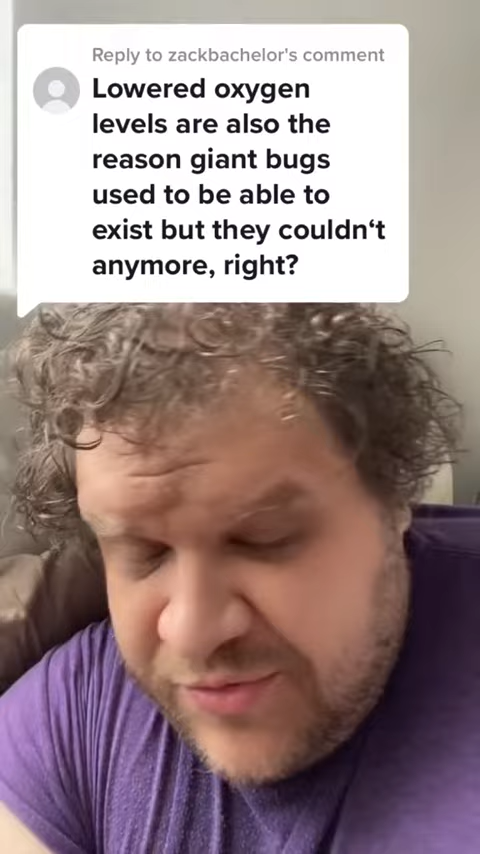 Reply to zackbachelor's comment
Lowered oxygen
levels are also the
reason giant bugs
used to be able to
exist but they couldn‘t
anymore, right?